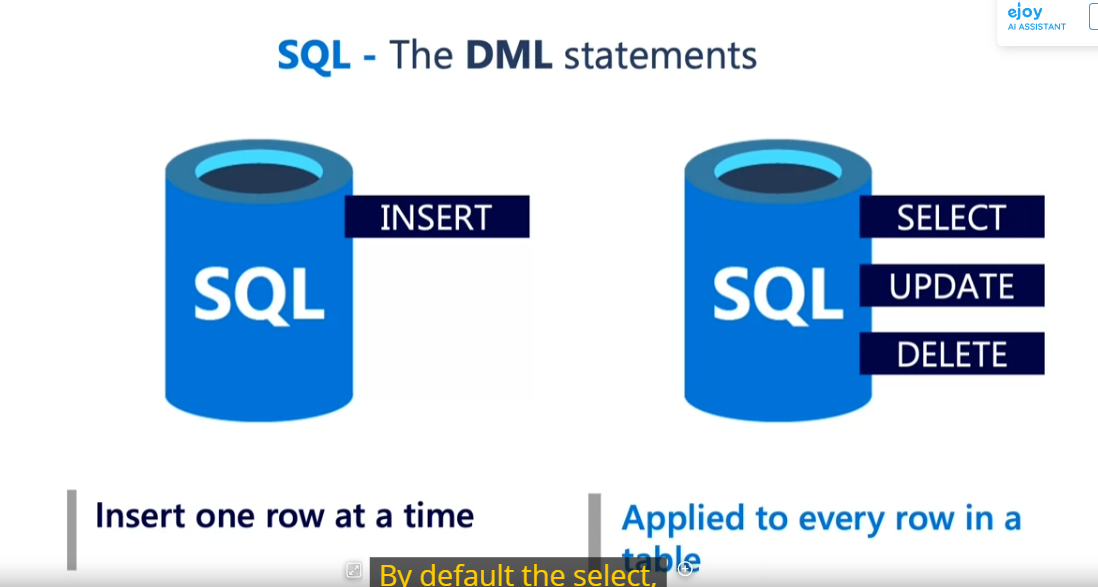 ejoy
AI ASSISTANT
SQL - The DML statements
INSERT
SQL
SELECT
UPDATE
DELETE
SQL
Insert one row at a time
Applied to every row in a
table
By default the select,